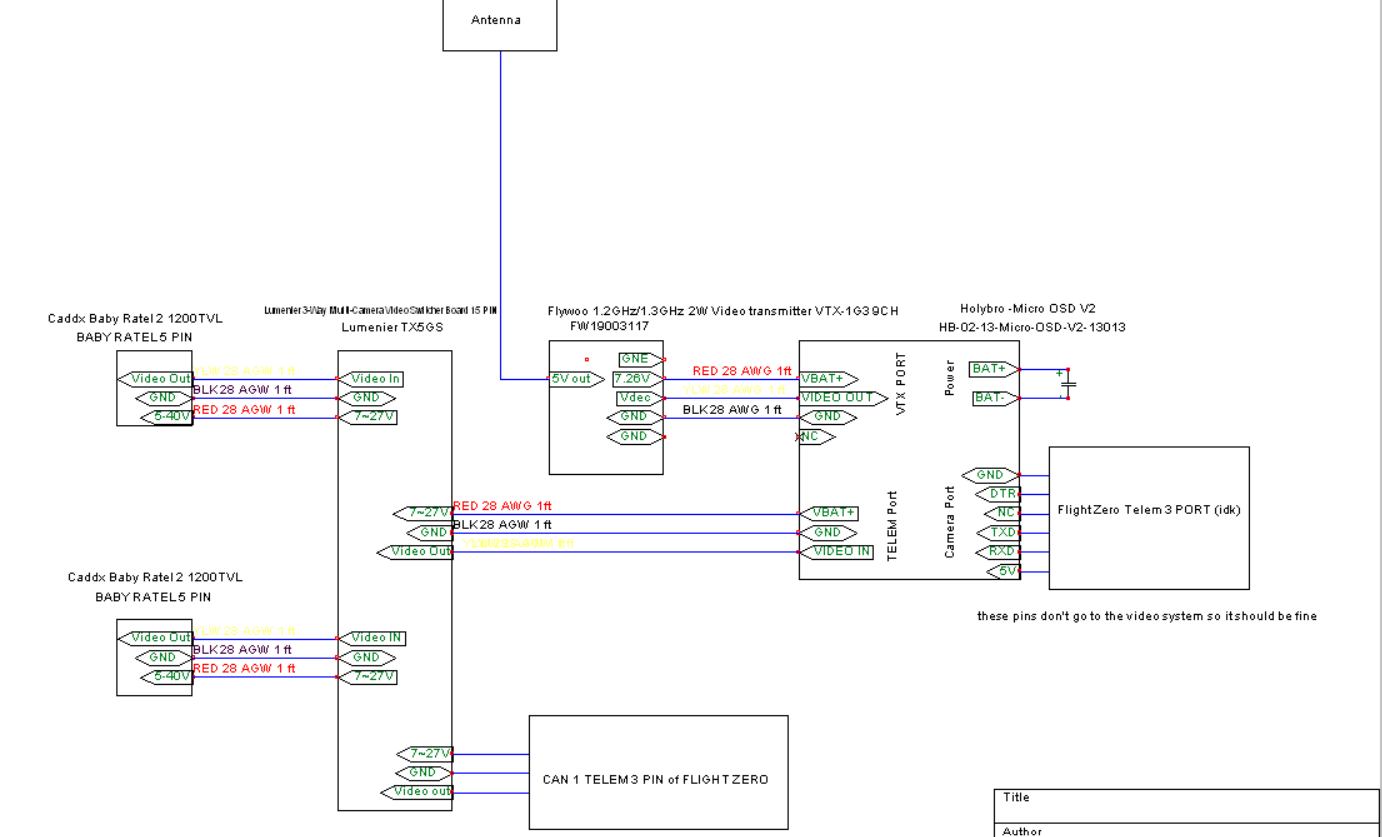 Antenna
Caddx Baby Ratel 2 1200TVL
BABY RATEL 5 PIN
Lumenier 3-Way Multi-Camera Video Switcher Board 15 PIN
Lumenier TX5GS
Flywoo 1.2GHz/1.3GHz 2W Video transmitter VTX-1G3 9CH
FW19003117
Holybro -Micro OSD V2
HB-02-13-Micro-OSD-V2-13013
Video Out
YLW 28 AGW 1 ft
Video In
GND
BLK28 AGW 1 ft
GND
5-40V
RED 28 AGW 1 ft
7~27V
5V out
GNE
7.26V
Vdec
GND
GND
RED 28 AWG 1ft
YLW 28 AWG 1 ft
BLK28 AWG 1 ft
VBAT+
VIDEO OUT
GND
NC
VTX PORT
Power
BAT+
BAT-
+
-
7~27V
RED 28 AWG 1ft
VBAT+
GND
BLK28 AGW 1 ft
GND
Video Out
VIDEO IN
TELEM Port
Camera Port
GND
DTR
NC
TXD
RXD
5V
FlightZero Telem 3 PORT (idk)
these pins don't go to the video system so it should be fine
Caddx Baby Ratel 2 1200TVL
BABY RATEL 5 PIN
Video Out
YLW 28 AGW 1 ft
Video IN
GND
BLK28 AGW 1 ft
GND
5-40V
RED 28 AGW 1 ft
7~27V
7~27V
GND
Video out
CAN 1 TELEM 3 PIN of FLIGHT ZERO
Title
Author